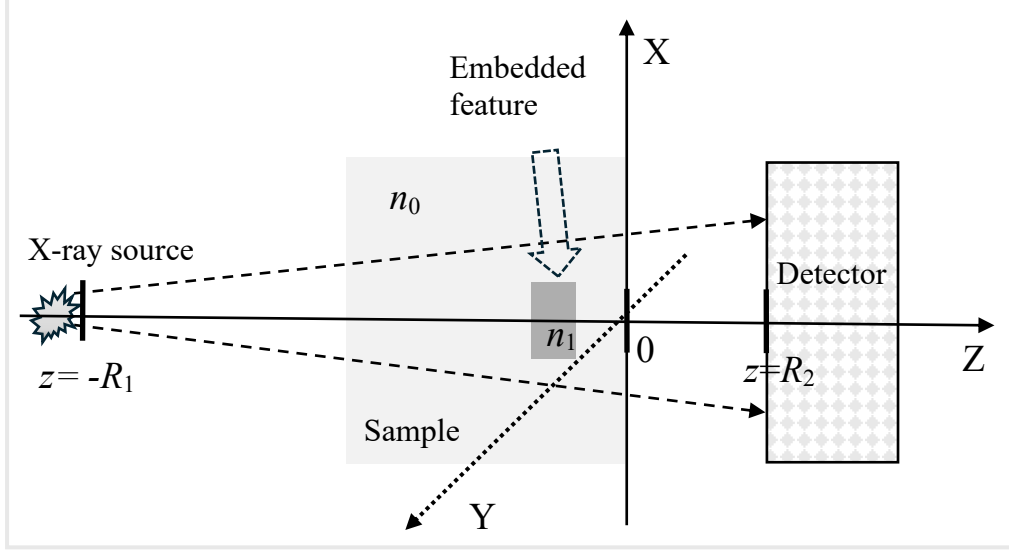 X
Embedded
feature
n0
X-ray source
Detector
n1
0
z= -R1
z=R2
Z
Sample
Y